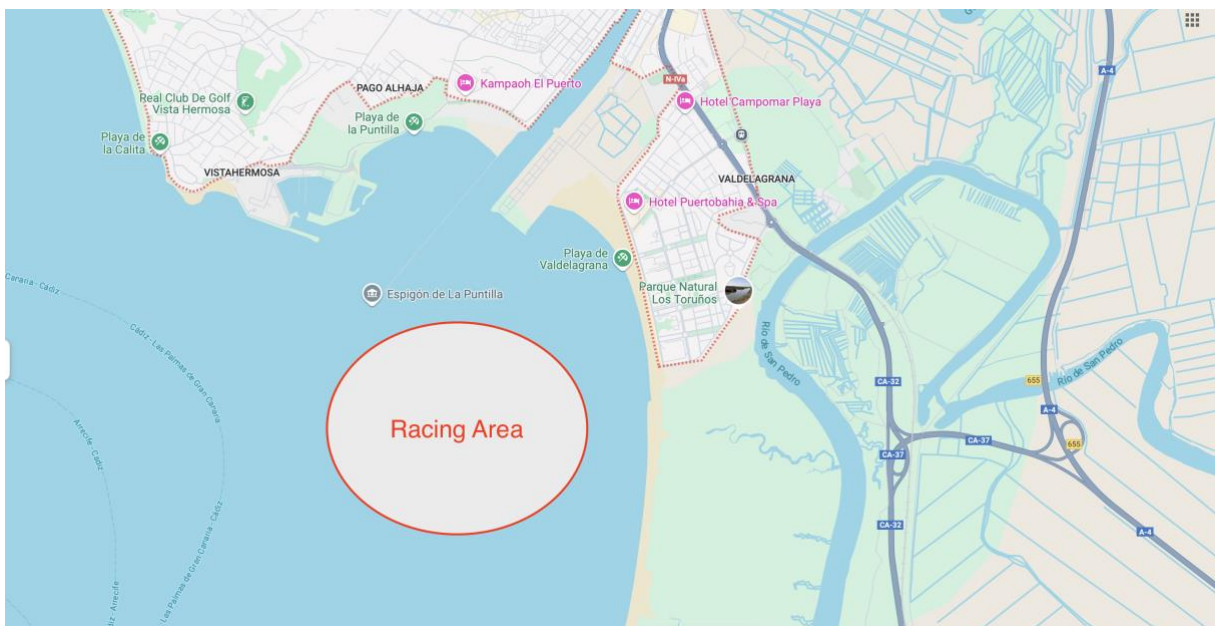 PAGO ALHAJA
Kampaoh El Puerto
N-IVa
A-4
Real Club De Golf
Vista Hermosa
Hotel Campomar Playa
Playa de
la Puntilla
Playa de
la Calita
VISTAHERMOSA
VALDELAGRANA
Hotel Puertobahia & Spa
Playa de
Valdelagrana
Canaria - Cádiz
Espigón de La Puntilla
Parque Natural
Los Toruños
Cádiz - Las Palmas de Gran Canaria
Río de San Pedro
Río de San Pedro
CA-32
655
A-4
Racing Area
Arrecife - Cádiz
CA-37
655
CA-37
CA-32
A-4
Las Palmas de Gran Canaria - Cádiz
Cádiz - Arrecife